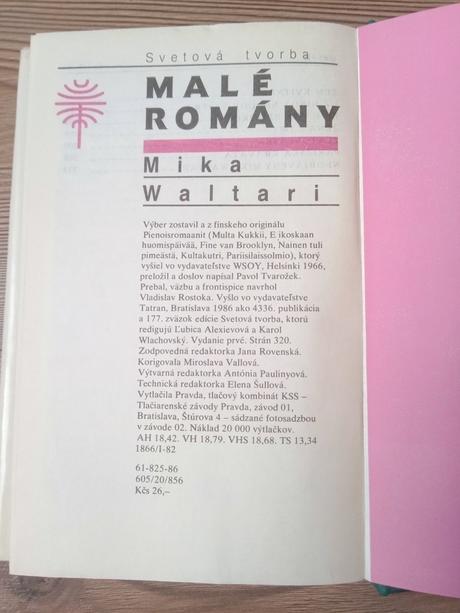 Svetová tvorba
MALÉ
ROMÁNY
Mika
Waltari
Výber zostavil a z fínskeho originálu
Pienoisromaanit (Multa Kukkii, E ikoskaan
huomispäivää, Fine van Brooklyn, Nainen tuli
pimeästä, Kultakutri, Pariisilaissolmio), ktorý
vyšiel vo vydavateľstve WSOY, Helsinki 1966,
preložil a doslov napísal Pavol Tvarožek.
Prebal, väzbu a frontispice navrhol
Vladislav Rostoka. Vyšlo vo vydavateľstve
Tatran, Bratislava 1986 ako 4336. publikácia
a 177. zväzok edície Svetová tvorba, ktorú
redigujú Ľubica Alexievová a Karol
Wlachovský. Vydanie prvé. Strán 320.
Zodpovedná redaktorka Jana Rovenská.
Korigovala Miroslava Vallová.
Výtvarná redaktorka Antónia Paulinyová.
Technická redaktorka Elena Šullová.
Vytlačila Pravda, tlačový kombinát KSS –
Tlačiarenské závody Pravda, závod 01,
Bratislava, Štúrova 4 – sádzané fotosadzbou
v závode 02. Náklad 20 000 výtlačkov.
AH 18,42. VH 18,79. VHS 18,68. TS 13,34
1866/I-82
61-825-86
605/20/856
Kčs 26,–